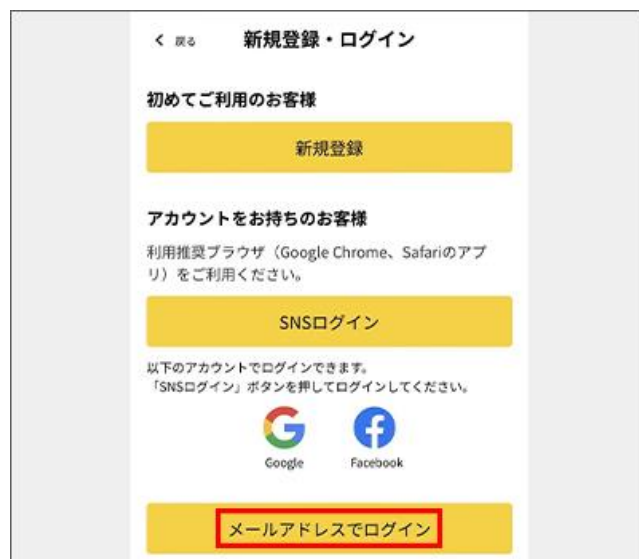 戻る 新規登録・ログイン
初めてご利用のお客様
新規登録
アカウントをお持ちのお客様
利用推奨ブラウザ（Google Chrome、Safariのアプ
リ）をご利用ください。
SNSログイン
以下のアカウントでログインできます。
「SNSログイン」ボタンを押してログインしてください。
Google Facebook
メールアドレスでログイン